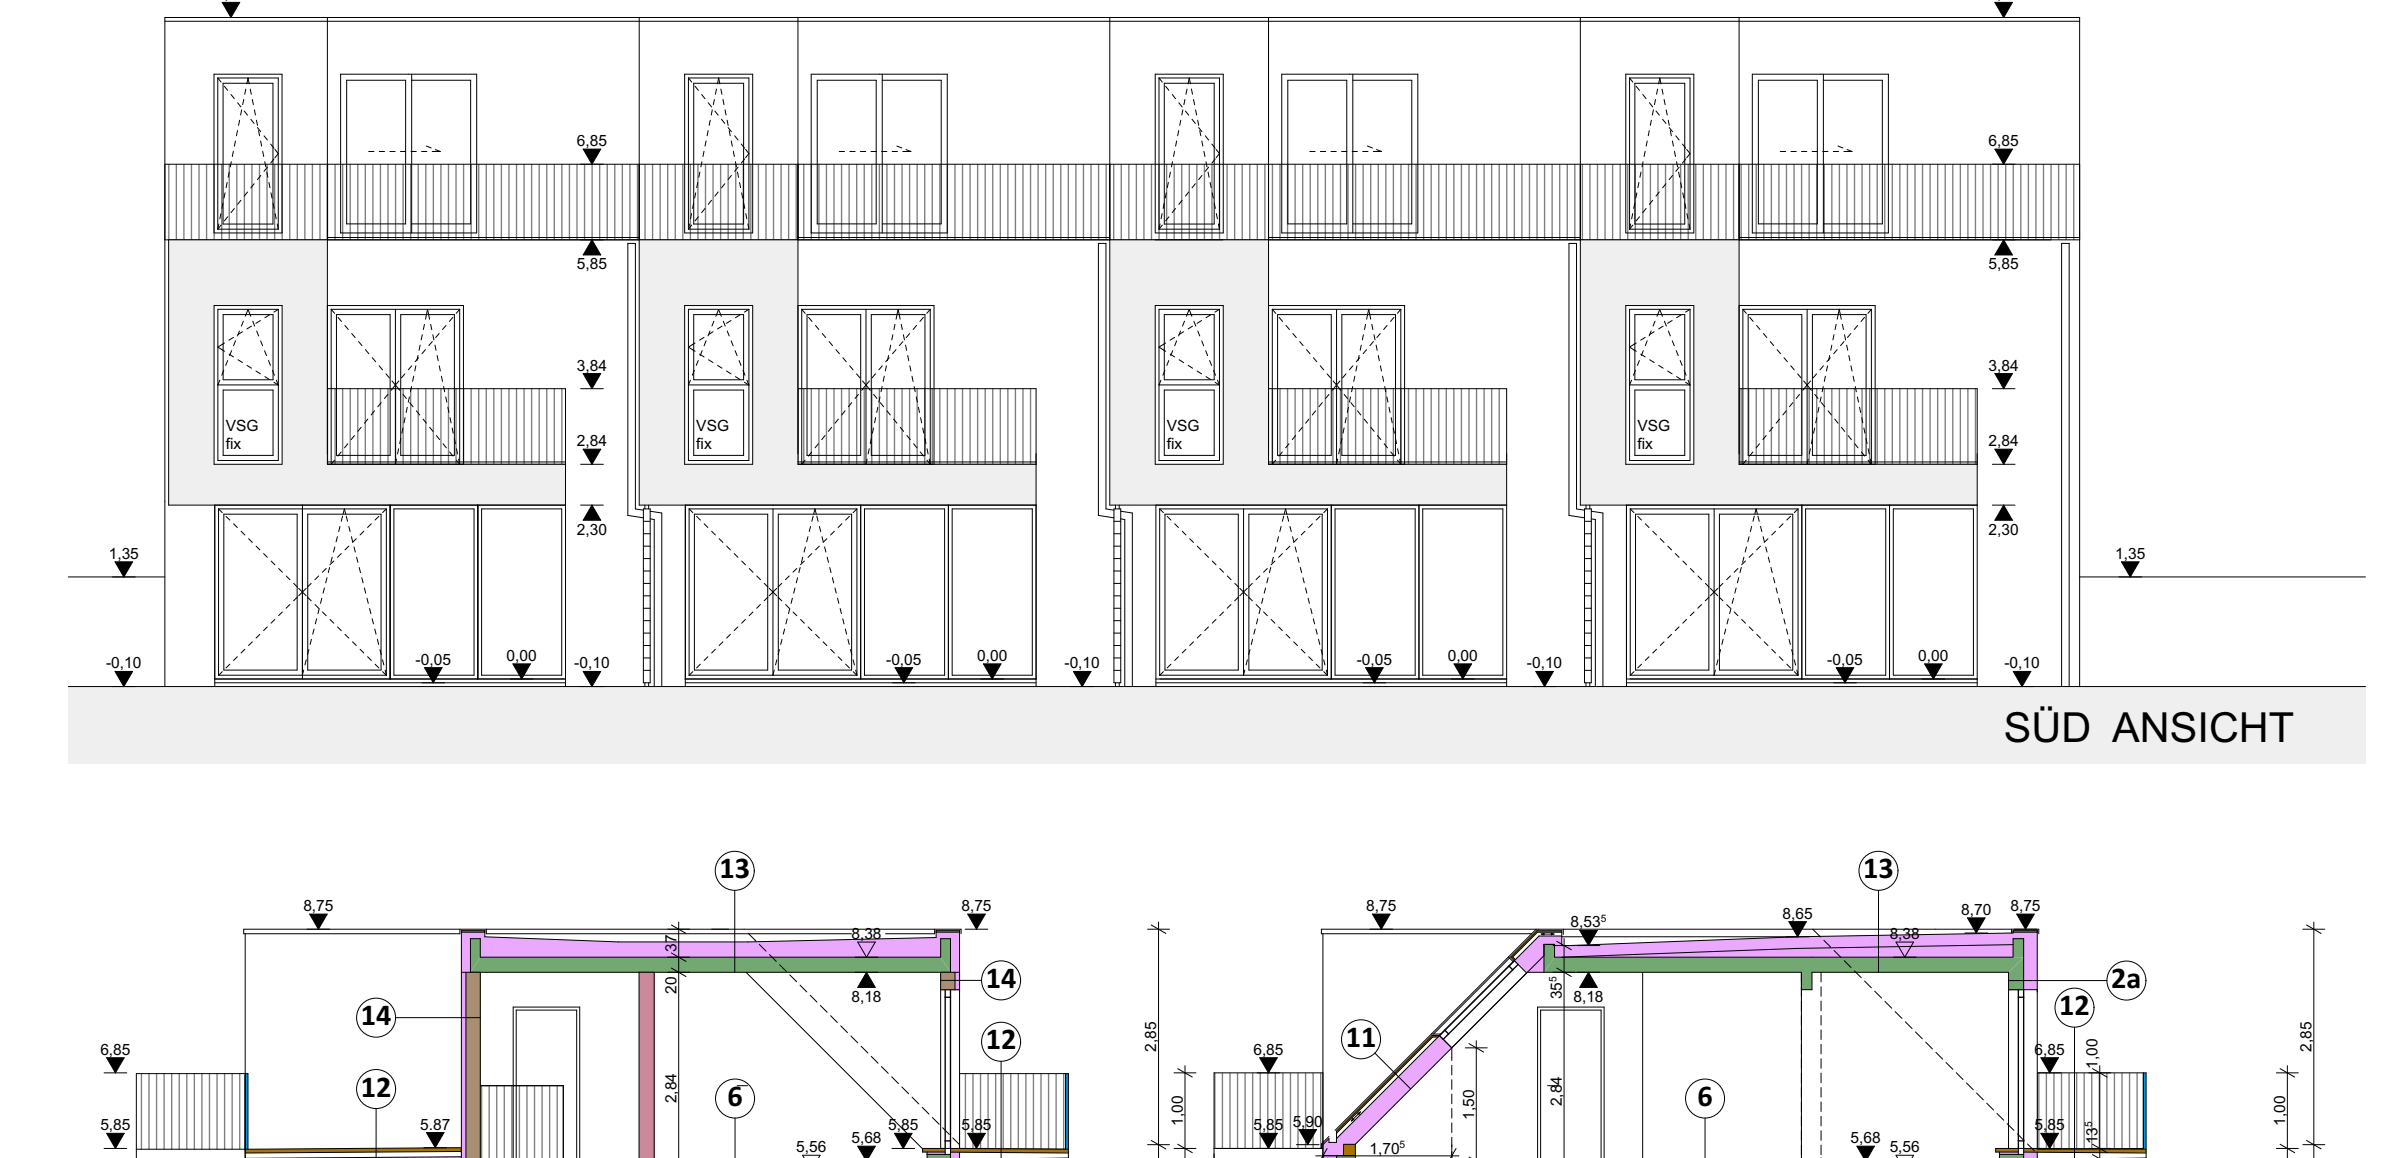 6,85 6,85
5,85 5,85
3,84 3,84
VSG VSG VSG VSG
fix fix fix fix
2,84 2,84
2,30 2,30
1,35 1,35
-0,10 -0,05 0,00 -0,10 -0,05 0,00 -0,10 -0,05 0,00 -0,10 -0,05 0,00 -0,10
SÜD ANSICHT
13 13
8,75 8,75 8,75 8,53⁵ 8,65 8,70 8,75
37 8,38 8,38
20 8,18 14 35⁵ 8,18 2a
14 12 12
2,85 11 2,85
6,85 6,85 6,85 1,00
12 2,84 6 1,00 1,50 2,84 6 1,00
5,85 5.87 5,85 5,85 5,85 5,90 5,85 13⁵
5,56 5,68 1,70⁵ 5,68 5,56